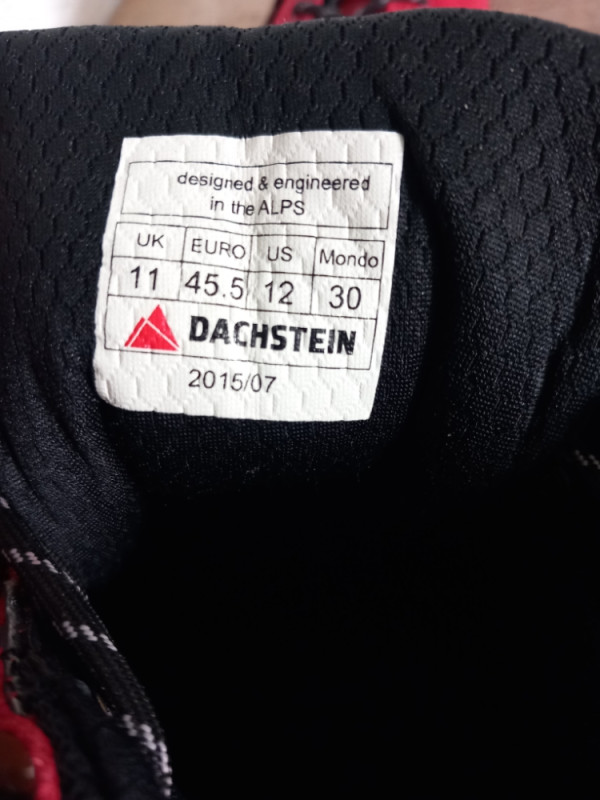 designed & engineered
in the ALPS
UK EURO US Mondo
11 45.5 12 30
DACHSTEIN
2015/07